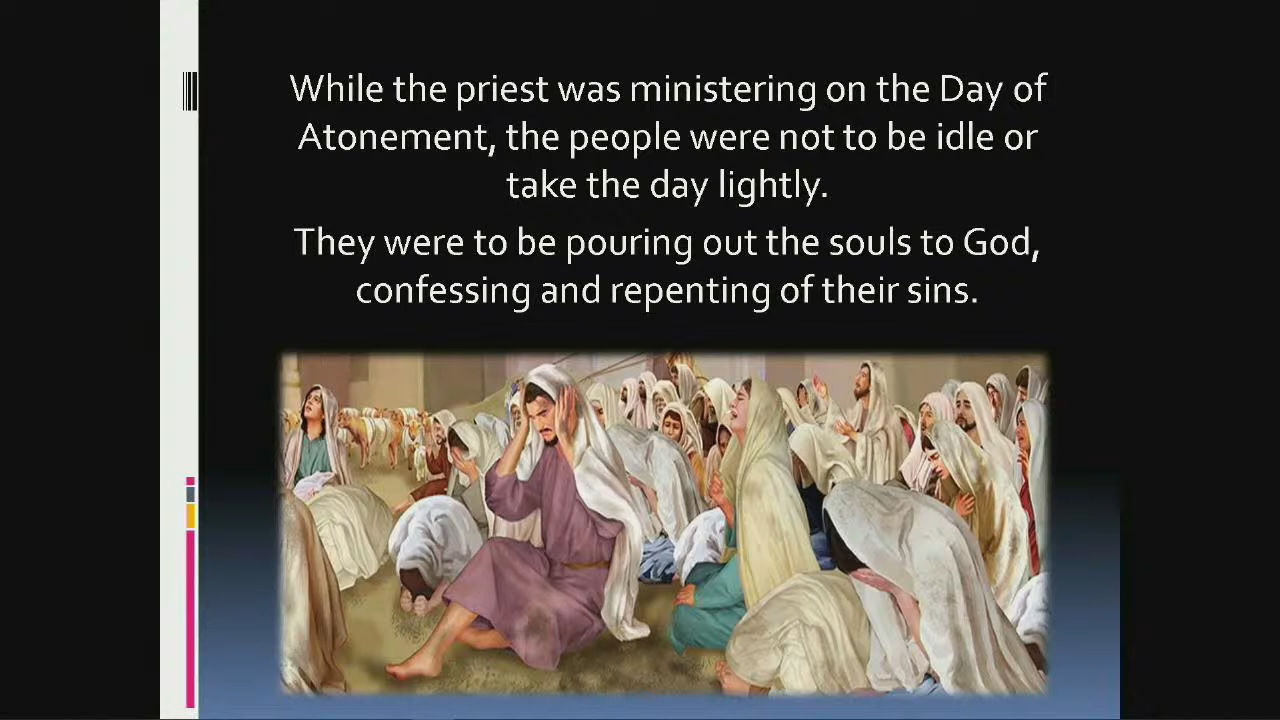 While the priest was ministering on the Day of
Atonement, the people were not to be idle or
take the day lightly.
They were to be pouring out the souls to God,
confessing and repenting of their sins.